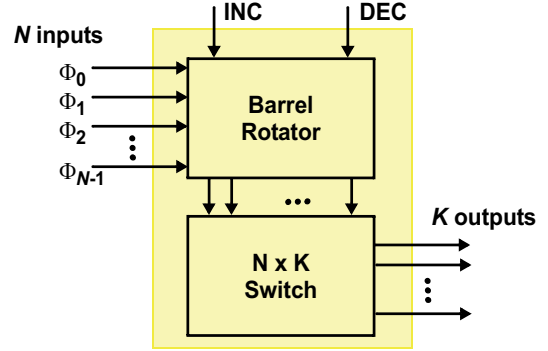 INC
DEC
N inputs
Φ0
Φ1
Φ2
ΦN-1
Barrel
Rotator
K outputs
N x K
Switch